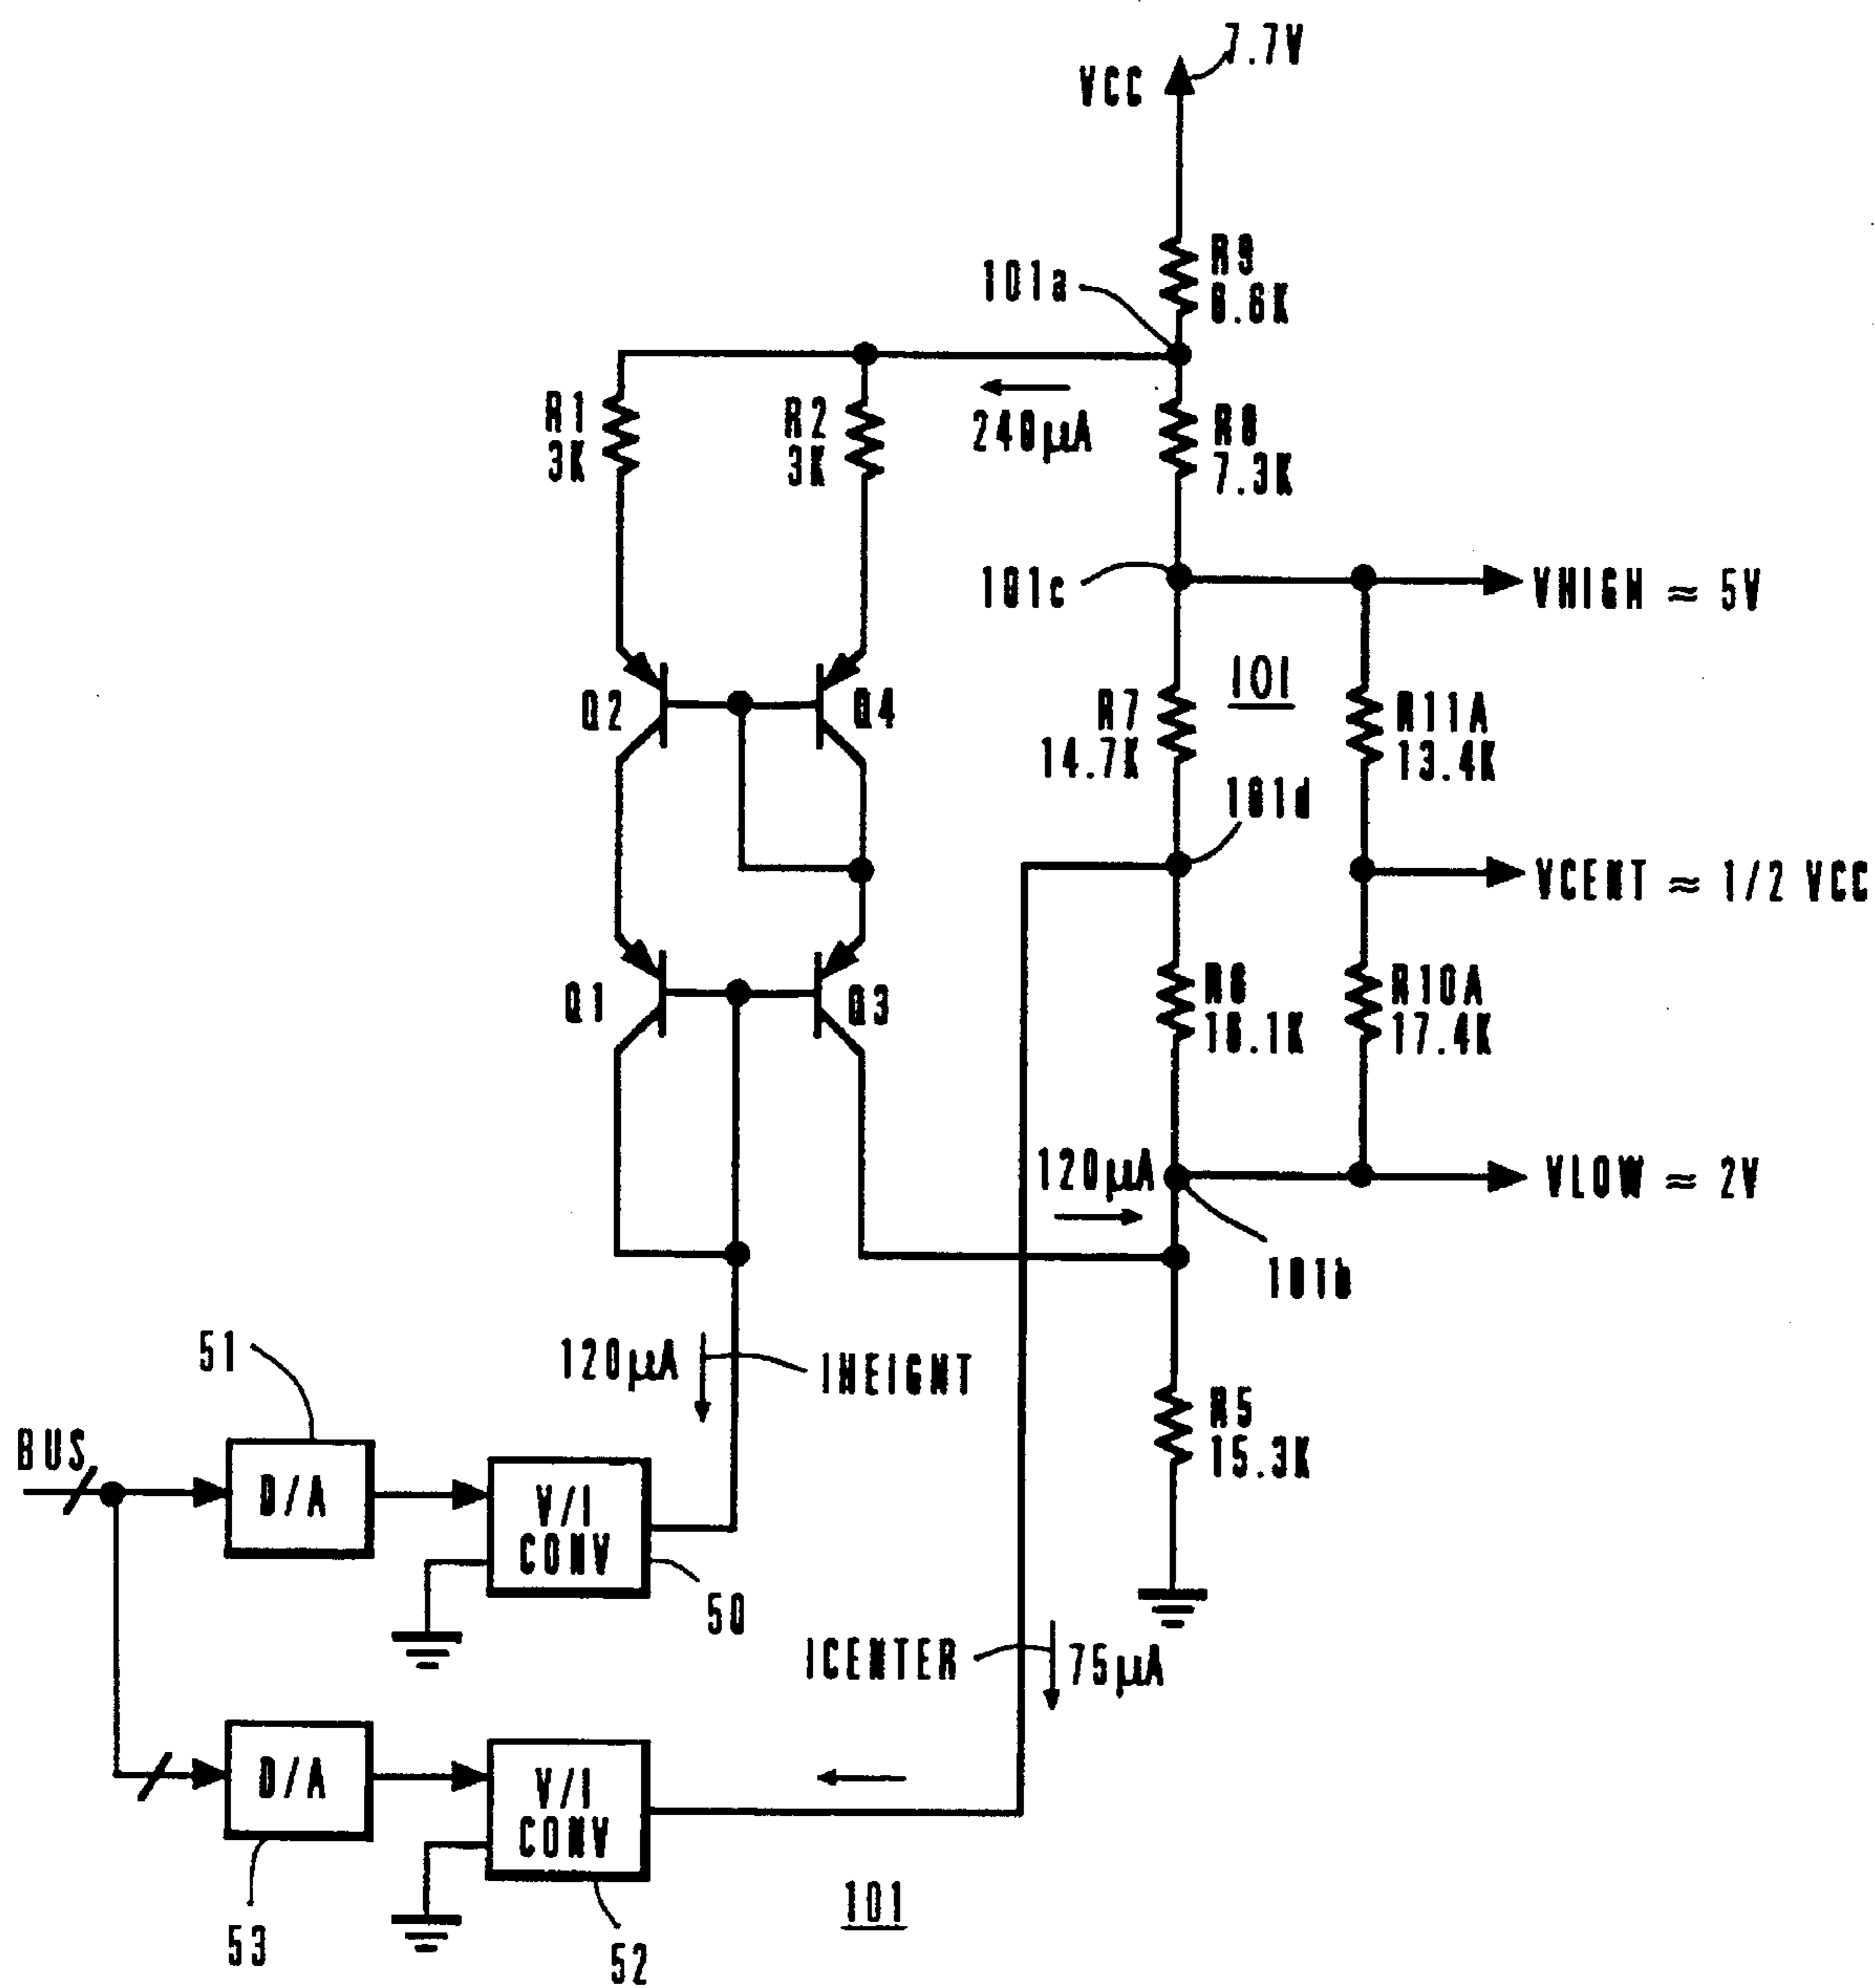 7.7V
VCC
R9
6.6K
101a
R1
3K
R2
3K
240µA
R8
7.3K
101c
VHIGH ≈ 5V
101
Q2
Q4
R7
14.7K
R11A
13.4K
101d
VCENT ≈ 1/2 VCC
Q1
Q3
R6
R10A
17.4K
120µA
VLOW ≈ 2V
101b
51
120µA
IHEIGHT
BUS
D/A
V/I
CONV
R5
15.3K
50
ICENTER
75µA
D/A
V/I
CONV
53
52
101